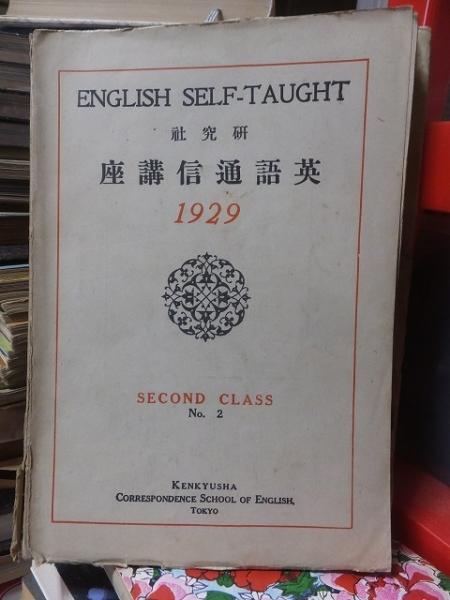 ENGLISH SELF-TAUGHT
社究研
座講信通語英
1929
SECOND CLASS
No. 2
KENKYUSHA
CORRESPONDENCE SCHOOL OF ENGLISH,
TOKYO